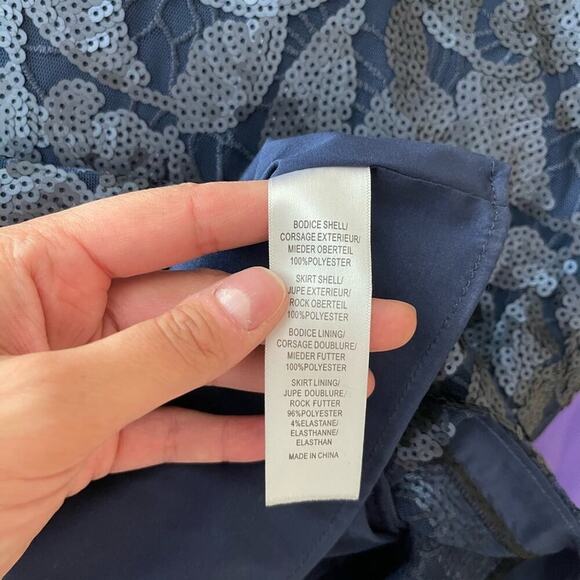 BODICE SHELL/
CORSAGE EXTERIEUR/
MIEDER OBERTEIL
100%POLYESTER
SKIRT SHELL/
JUPE EXTERIEUR/
ROCK OBERTEIL
100%POLYESTER
BODICE LINING/
CORSAGE DOUBLURE/
MIEDER FUTTER
100%POLYESTER
SKIRT LINING/
JUPE DOUBLURE/
ROCK FUTTER
96%POLYESTER
4%ELASTANE/
ELASTHANNE/
ELASTHAN
MADE IN CHINA